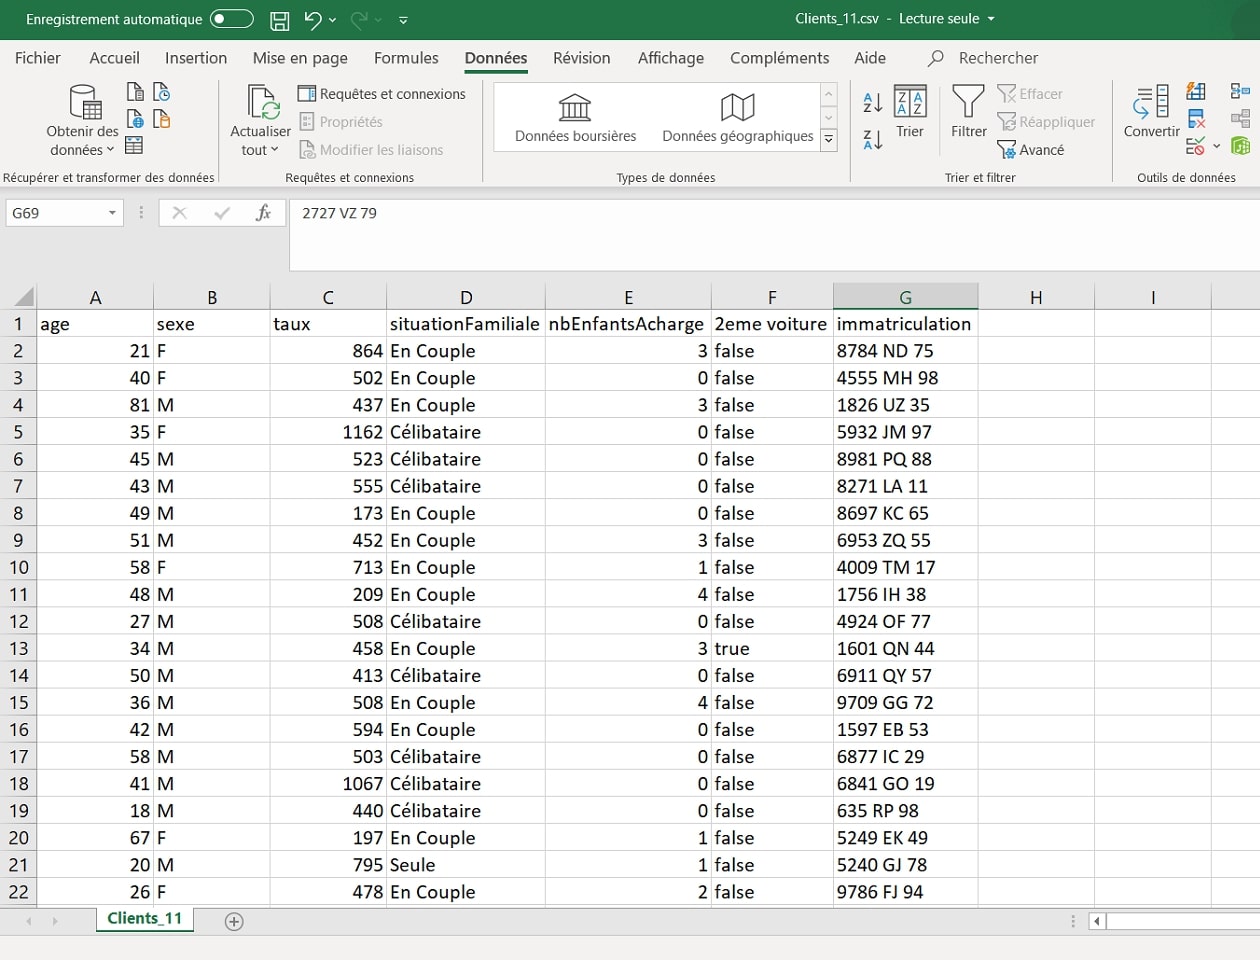 Enregistrement automatique
Clients_11.csv - Lecture seule
Fichier Accueil Insertion Mise en page Formules Données Révision Affichage Compléments Aide Rechercher
Obtenir des données
Récupérer et transformer des données
Actualiser tout
Requêtes et connexions
Propriétés
Modifier les liaisons
Requêtes et connexions
Données boursières Données géographiques
Types de données
Trier
Filtrer
Effacer
Réappliquer
Avancé
Trier et filtrer
Convertir
Outils de données
G69 fx 2727 VZ 79
A B C D E F G H I
1 age sexe taux situationFamiliale nbEnfantsAcharge 2eme voiture immatriculation
2 21 F 864 En Couple 3 false 8784 ND 75
3 40 F 502 En Couple 0 false 4555 MH 98
4 81 M 437 En Couple 3 false 1826 UZ 35
5 35 F 1162 Célibataire 0 false 5932 JM 97
6 45 M 523 Célibataire 0 false 8981 PQ 88
7 43 M 555 Célibataire 0 false 8271 LA 11
8 49 M 173 En Couple 0 false 8697 KC 65
9 51 M 452 En Couple 3 false 6953 ZQ 55
10 58 F 713 En Couple 1 false 4009 TM 17
11 48 M 209 En Couple 4 false 1756 IH 38
12 27 M 508 Célibataire 0 false 4924 OF 77
13 34 M 458 En Couple 3 true 1601 QN 44
14 50 M 413 Célibataire 0 false 6911 QY 57
15 36 M 508 En Couple 4 false 9709 GG 72
16 42 M 594 En Couple 0 false 1597 EB 53
17 58 M 503 Célibataire 0 false 6877 IC 29
18 41 M 1067 Célibataire 0 false 6841 GO 19
19 18 M 440 Célibataire 0 false 635 RP 98
20 67 F 197 En Couple 1 false 5249 EK 49
21 20 M 795 Seule 1 false 5240 GJ 78
22 26 F 478 En Couple 2 false 9786 FJ 94
Clients_11